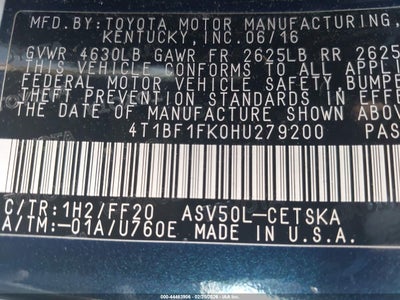 MFD.BY: TOYOTA MOTOR MANUFACTURING,
KENTUCKY, INC. 06/16
GVWR 4630LB GAWR FR 2625LB RR 2625
THIS VEHICLE CONFORMS TO ALL APPL
FEDERAL MOTOR VEHICLE SAFETY, BUMPE
THEFT PREVENTION STANDARDS IN EFFE
THE DATE OF MANUFACTURE SHOWN ABOV
4T1BF1FK0HU279200 PAS
C/TR:1H2/FF20 ASV50L-CETSKA
A/TM:-01A/U760E MADE IN U.S.A.